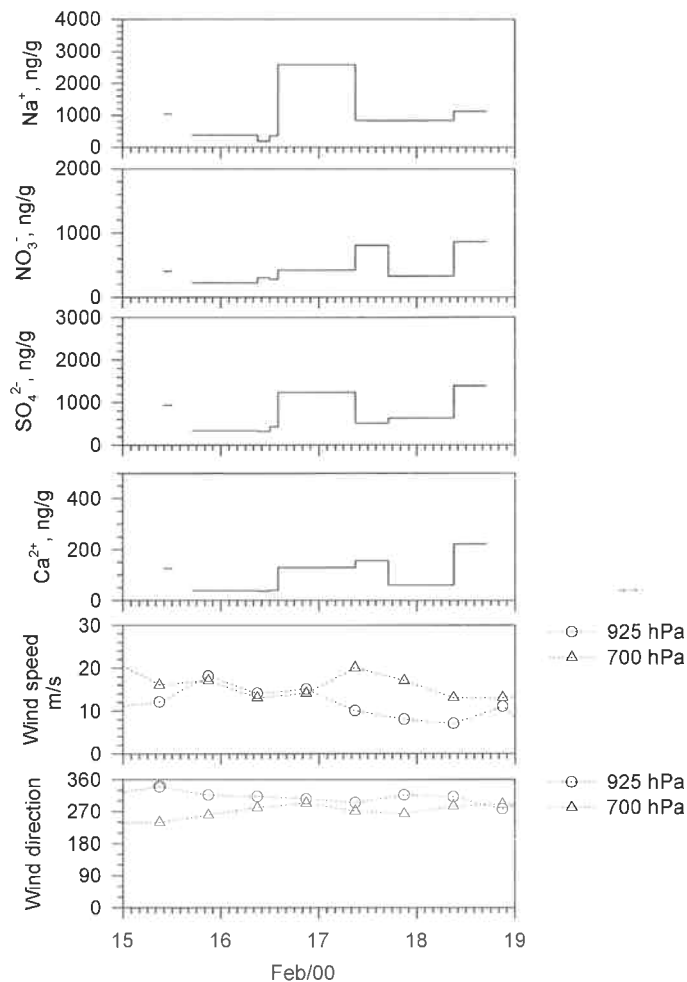 4000
3000
2000
1000
0
Na⁺, ng/g
2000
1000
0
NO₃⁻, ng/g
3000
2000
1000
0
SO₄²⁻, ng/g
400
200
0
Ca²⁺, ng/g
30
20
10
0
Wind speed
m/s
925 hPa
700 hPa
360
270
180
90
0
Wind direction
925 hPa
700 hPa
15 16 17 18 19
Feb/00